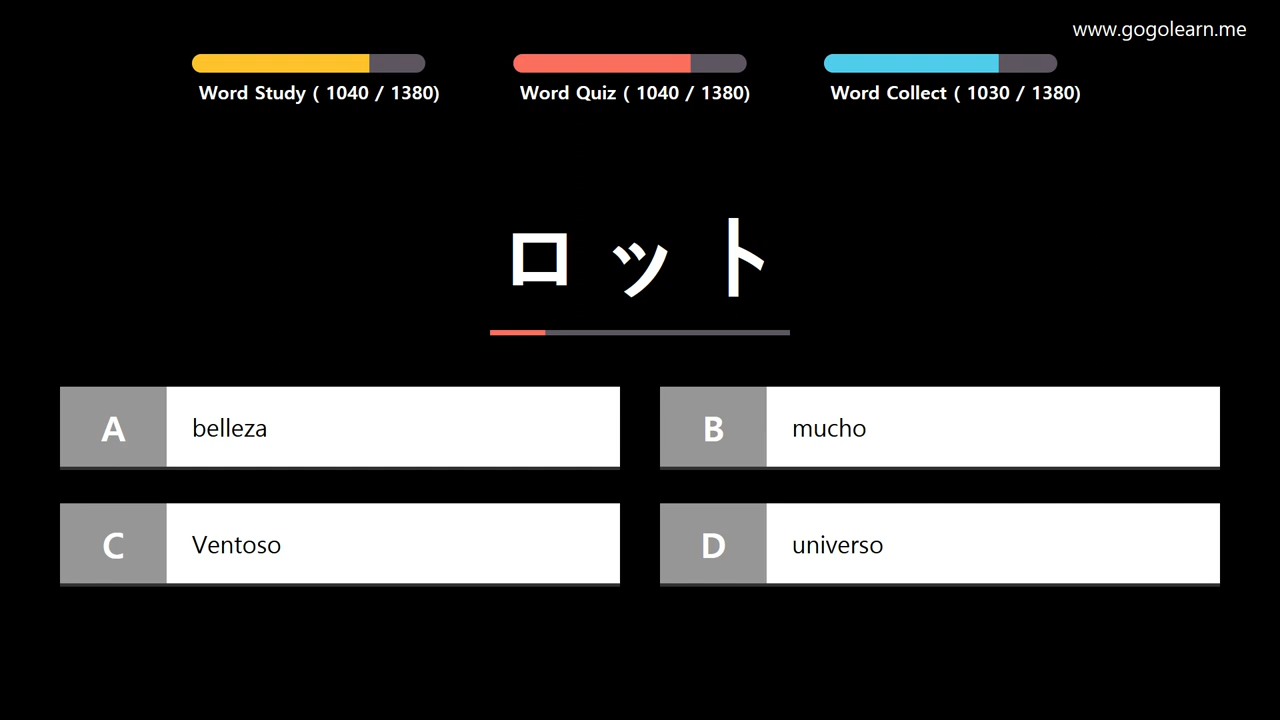 www.gogolearn.me
Word Study ( 1040 / 1380)
Word Quiz ( 1040 / 1380)
Word Collect ( 1030 / 1380)
ロット
A belleza
B mucho
C Ventoso
D universo